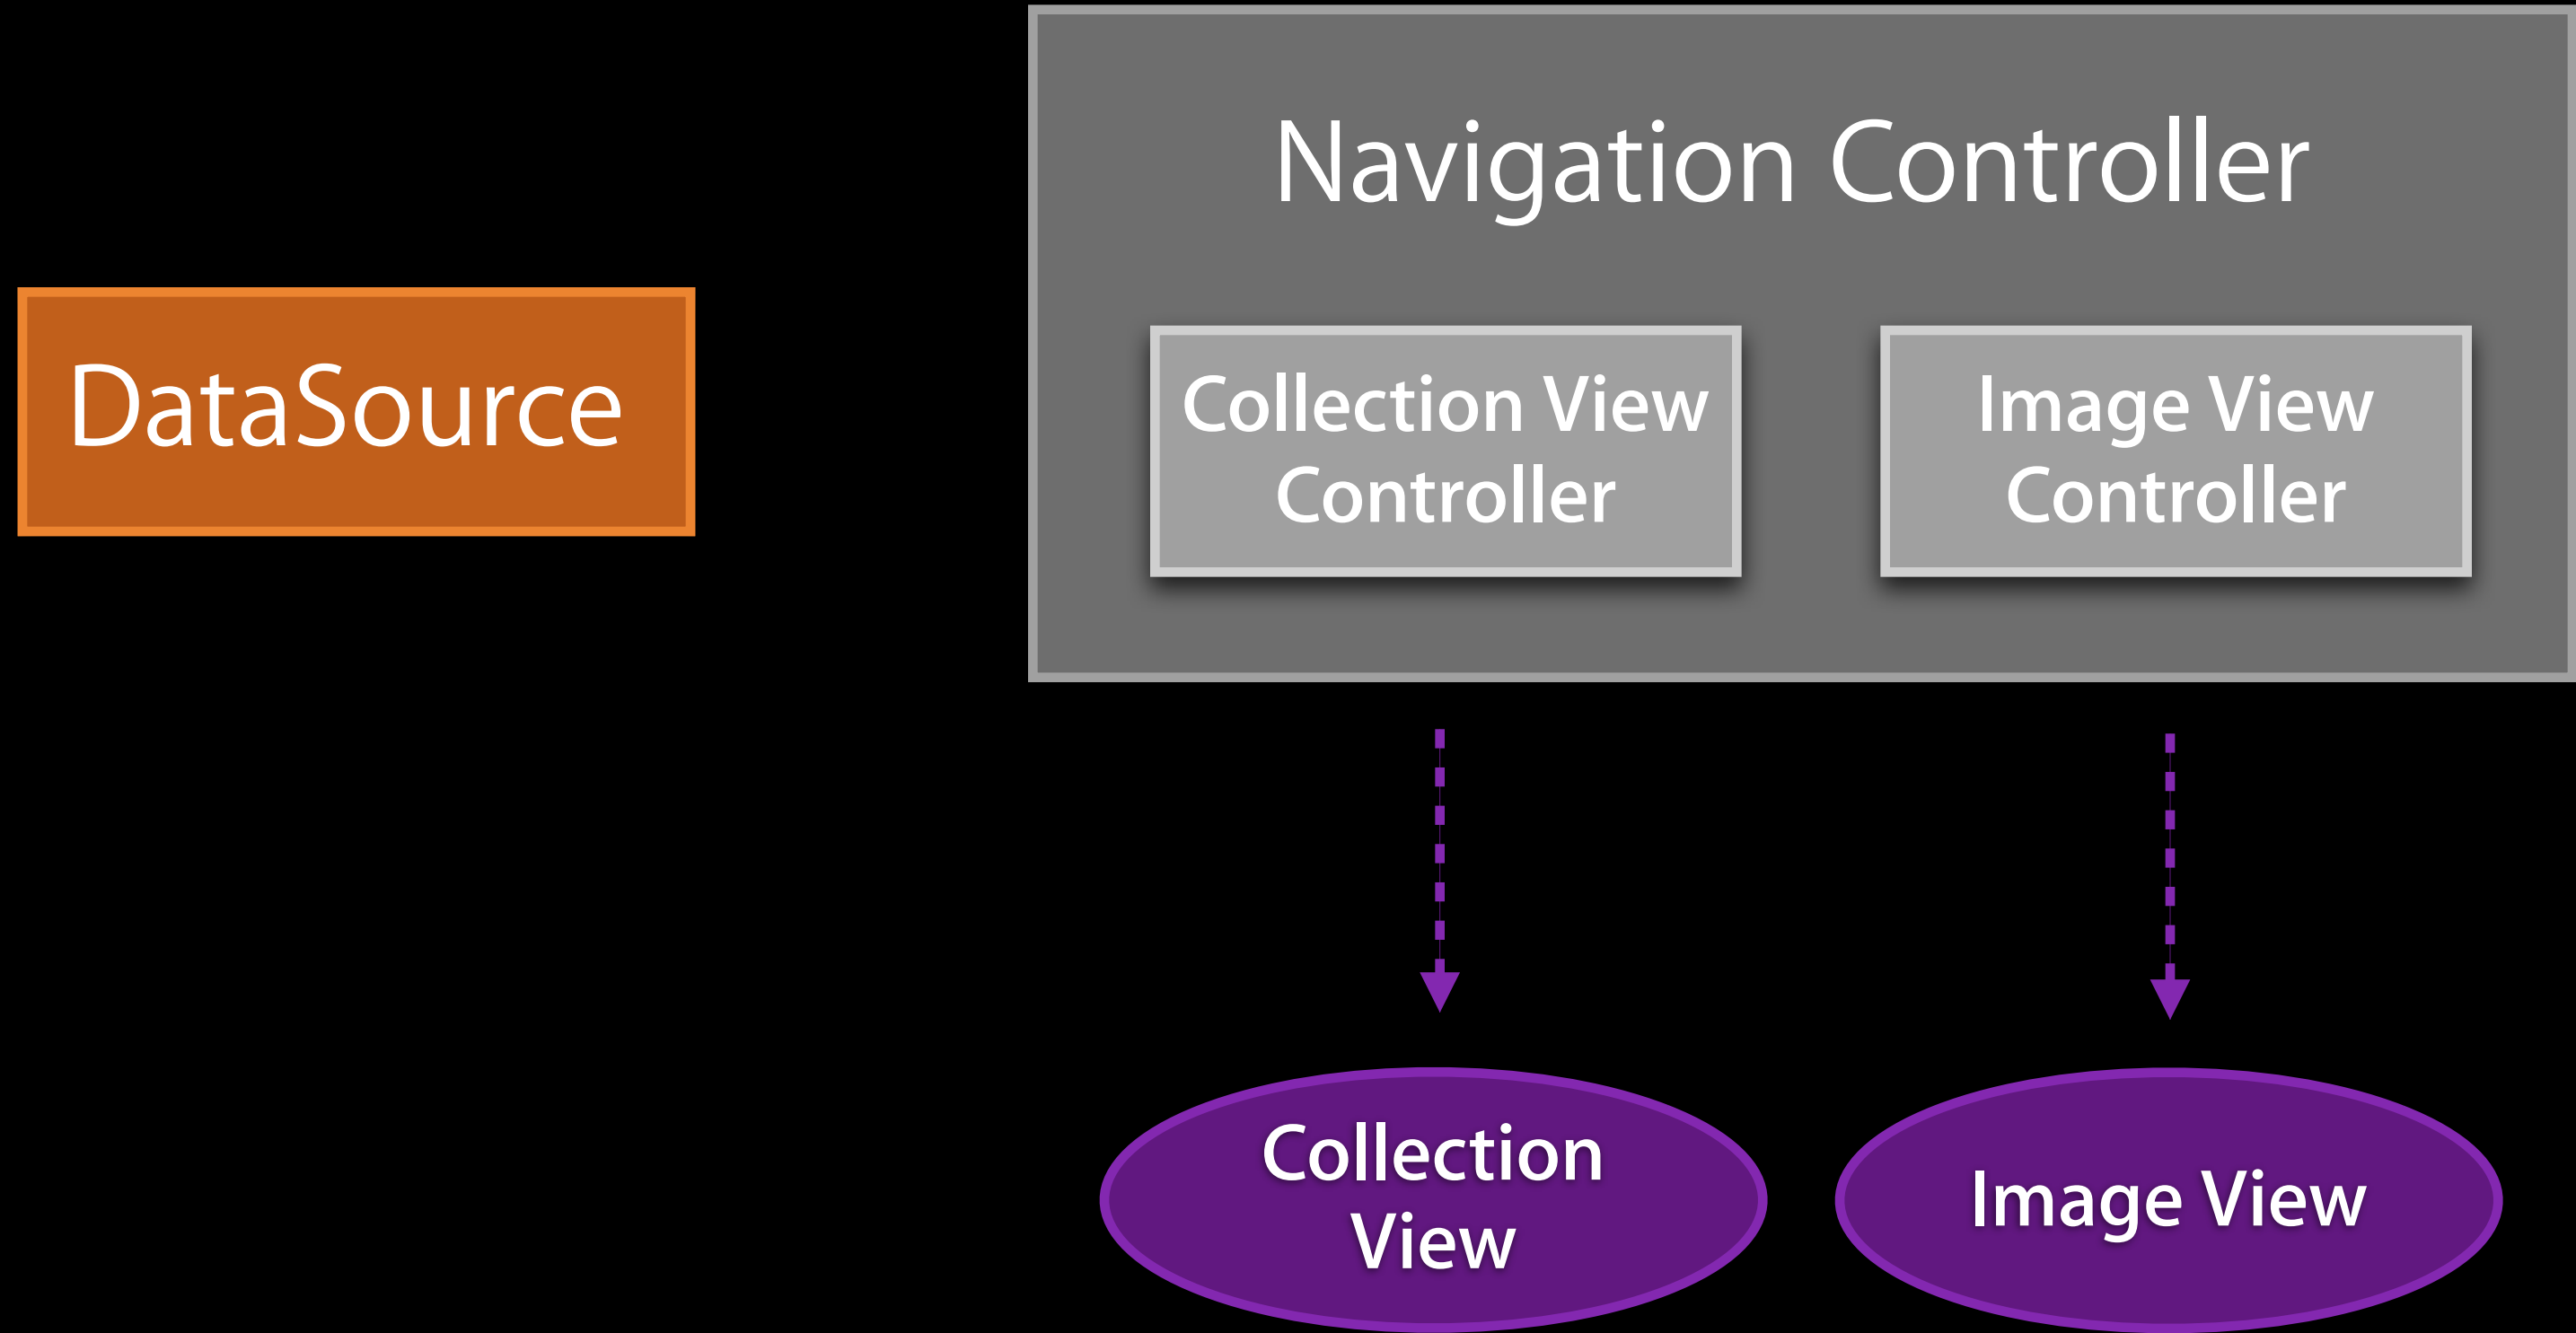 Navigation Controller
DataSource
Collection View
Controller
Image View
Controller
Collection
View
Image View